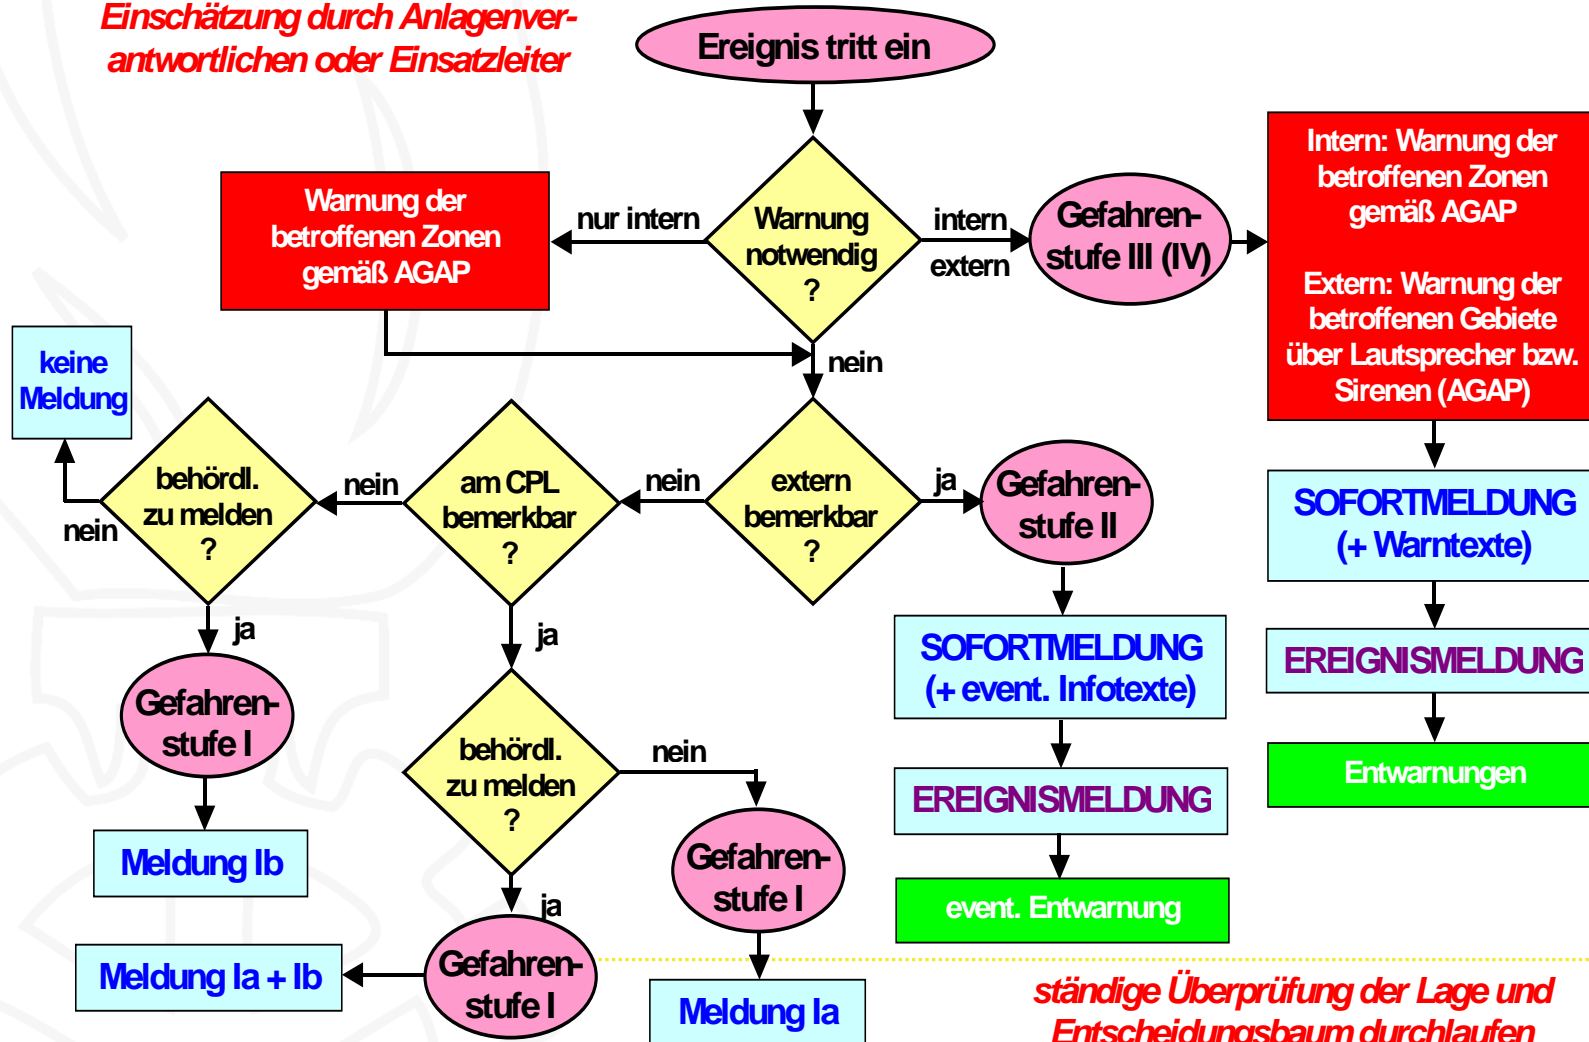 Einschätzung durch Anlagenver-
antwortlichen oder Einsatzleiter
Ereignis tritt ein
Warnung
notwendig
?
nur intern
intern
extern
nein
Warnung der
betroffenen Zonen
gemäß AGAP
Gefahren-
stufe III (IV)
Intern: Warnung der
betroffenen Zonen
gemäß AGAP
Extern: Warnung der
betroffenen Gebiete
über Lautsprecher bzw.
Sirenen (AGAP)
SOFORTMELDUNG
(+ Warntexte)
EREIGNISMELDUNG
Entwarnungen
extern
bemerkbar
?
ja
nein
Gefahren-
stufe II
SOFORTMELDUNG
(+ event. Infotexte)
EREIGNISMELDUNG
event. Entwarnung
am CPL
bemerkbar
?
nein
ja
behördl.
zu melden
?
nein
ja
keine
Meldung
Gefahren-
stufe I
Meldung Ib
behördl.
zu melden
?
nein
ja
Gefahren-
stufe I
Meldung Ia
Gefahren-
stufe I
Meldung Ia + Ib
ständige Überprüfung der Lage und
Entscheidungsbaum durchlaufen